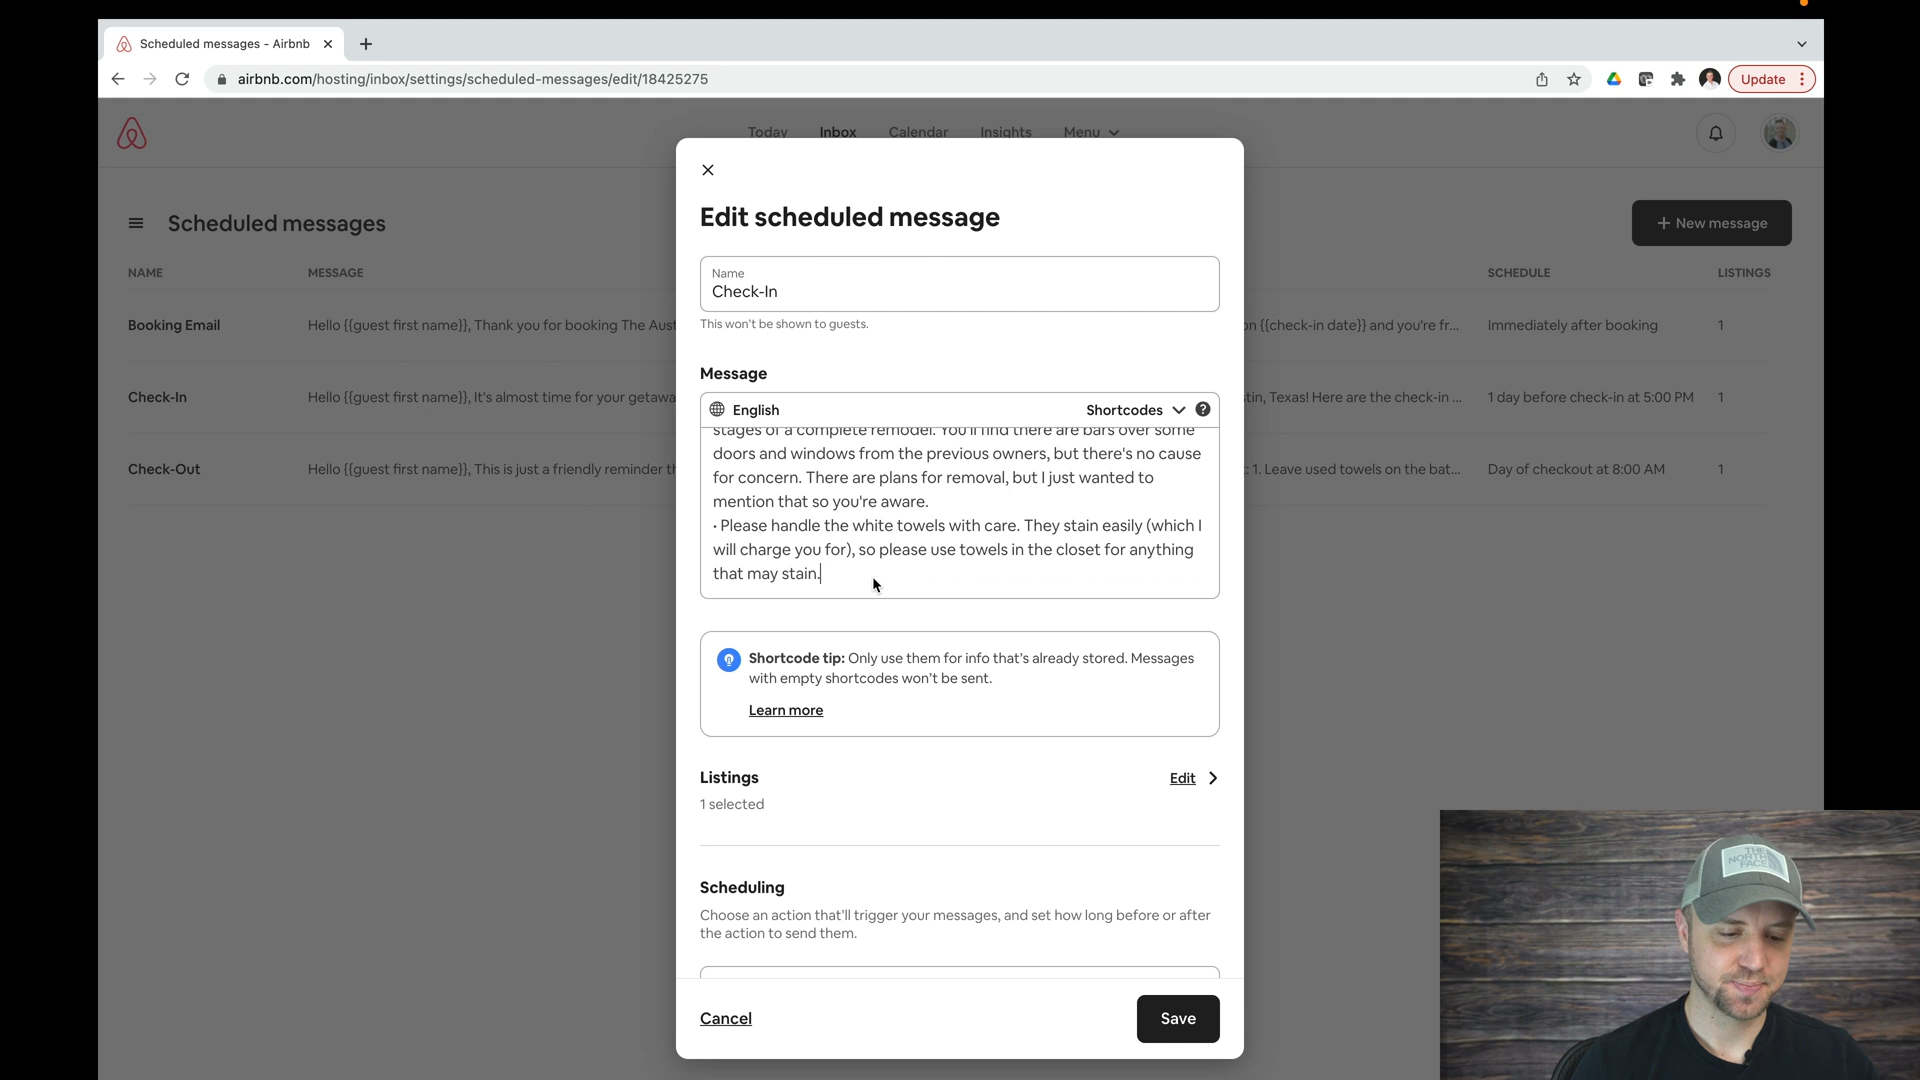 Scheduled messages - Airbnb
airbnb.com/hosting/inbox/settings/scheduled-messages/edit/18425275
Update
Today
Inbox
Calendar
Insights
Menu
Scheduled messages
+ New message
NAME
MESSAGE
SCHEDULE
LISTINGS
Booking Email
Hello {{guest first name}}, Thank you for booking The Aust
on {{check-in date}} and you're fr...
Immediately after booking
1
Check-In
Hello {{guest first name}}, It's almost time for your getawa
tin, Texas! Here are the check-in ...
1 day before check-in at 5:00 PM
1
Check-Out
Hello {{guest first name}}, This is just a friendly reminder th
: 1. Leave used towels on the bat...
Day of checkout at 8:00 AM
1
Edit scheduled message
Name
Check-In
This won't be shown to guests.
Message
English
Shortcodes
stages of a complete remodel. You'll find there are bars over some
doors and windows from the previous owners, but there's no cause
for concern. There are plans for removal, but I just wanted to
mention that so you're aware.
• Please handle the white towels with care. They stain easily (which I
will charge you for), so please use towels in the closet for anything
that may stain.
Shortcode tip: Only use them for info that's already stored. Messages
with empty shortcodes won't be sent.
Learn more
Listings
Edit
1 selected
Scheduling
Choose an action that'll trigger your messages, and set how long before or after
the action to send them.
Cancel
Save
THE
NORTH
FACE